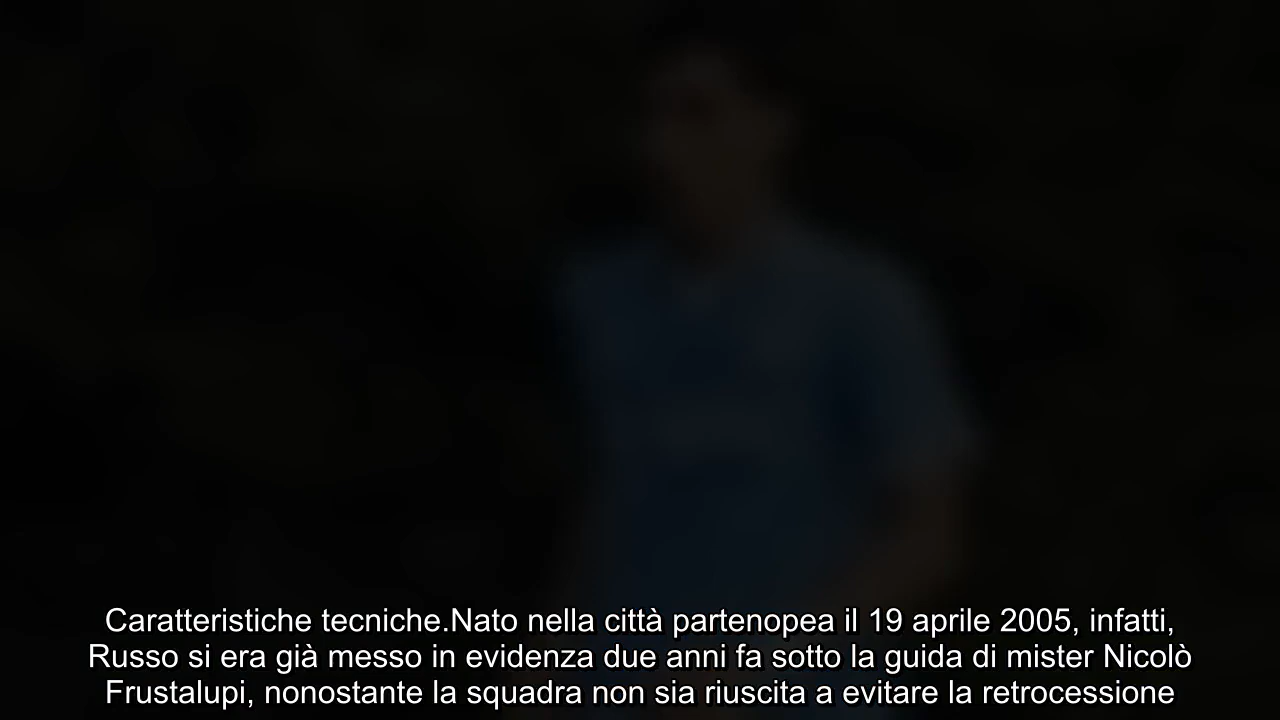 Caratteristiche tecniche.Nato nella città partenopea il 19 aprile 2005, infatti,
Russo si era già messo in evidenza due anni fa sotto la guida di mister Nicolò
Frustalupi, nonostante la squadra non sia riuscita a evitare la retrocessione